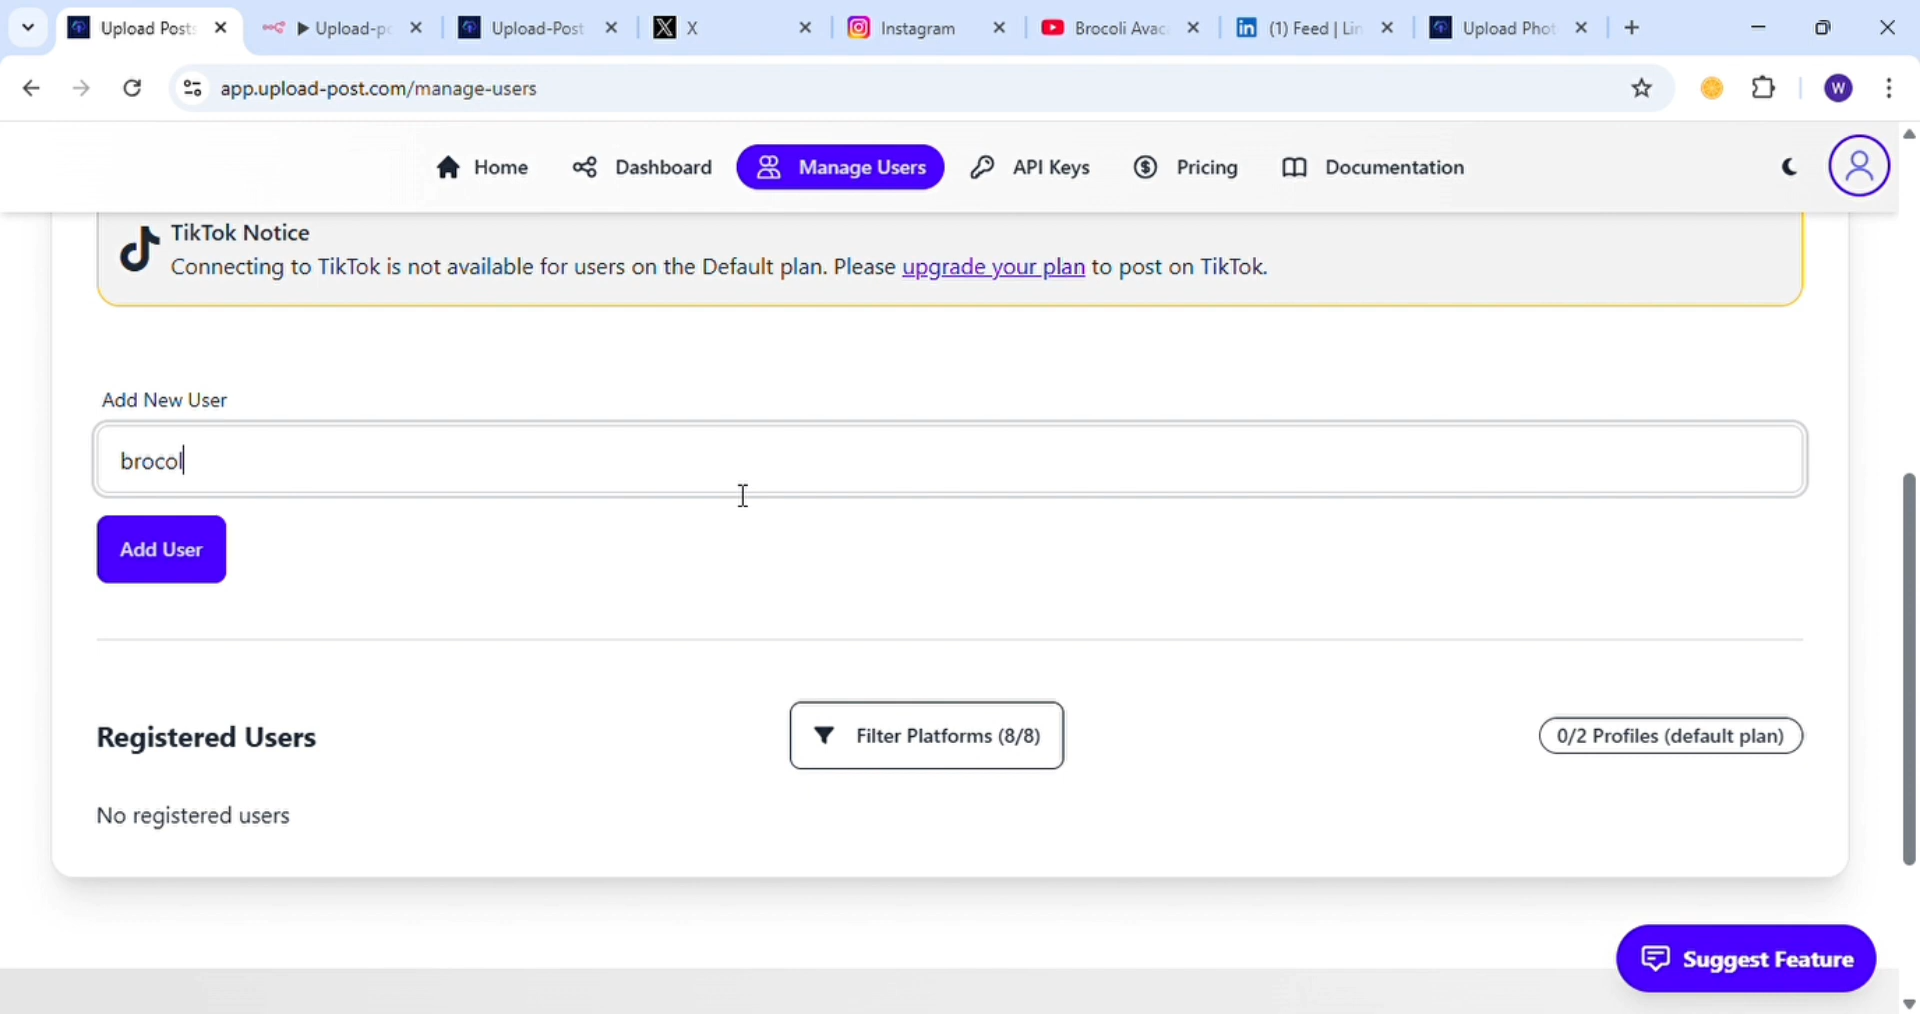 Upload Posts
Upload-po
Upload-Post
X
Instagram
Brocoli Avac
(1) Feed | Lin
Upload Phot
app.upload-post.com/manage-users
W
Home
Dashboard
Manage Users
API Keys
Pricing
Documentation
TikTok Notice
Connecting to TikTok is not available for users on the Default plan. Please upgrade your plan to post on TikTok.
Add New User
brocol
Add User
Registered Users
Filter Platforms (8/8)
0/2 Profiles (default plan)
No registered users
Suggest Feature